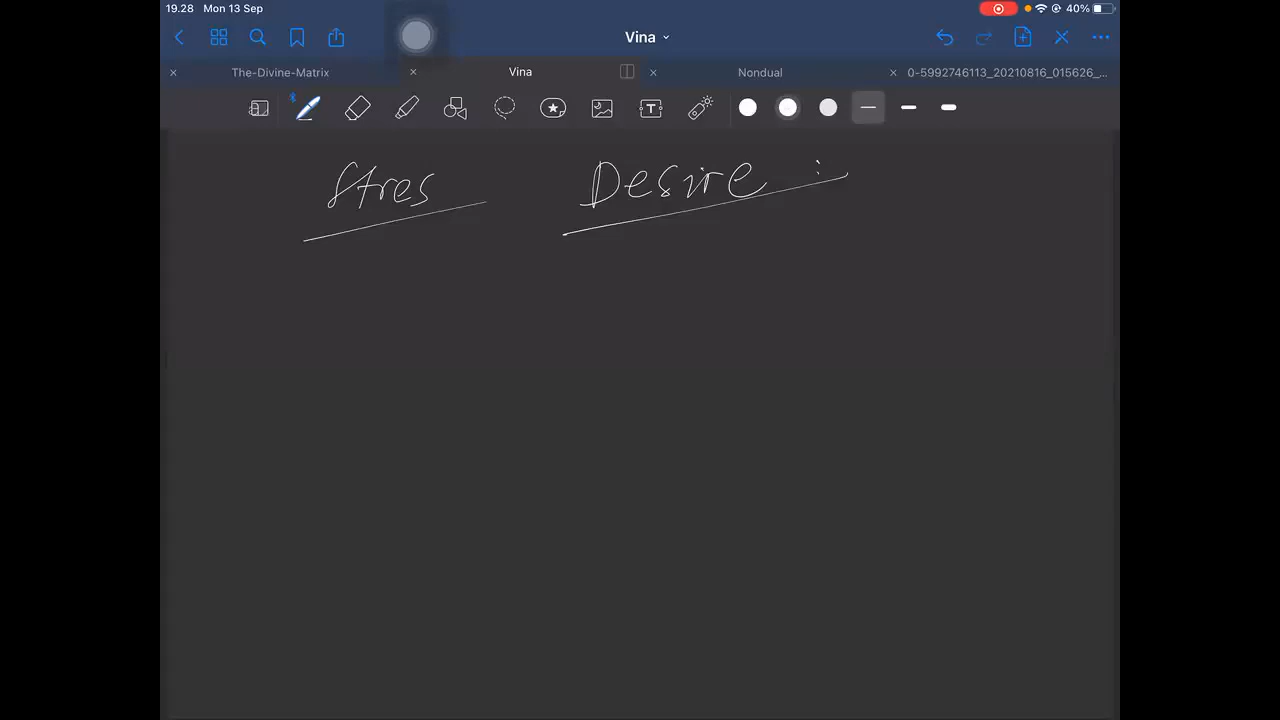 19.28 Mon 13 Sep
40%
Vina
The-Divine-Matrix
Vina
Nondual
0-5992746113_20210816_015626_...
T
Stres Desire :